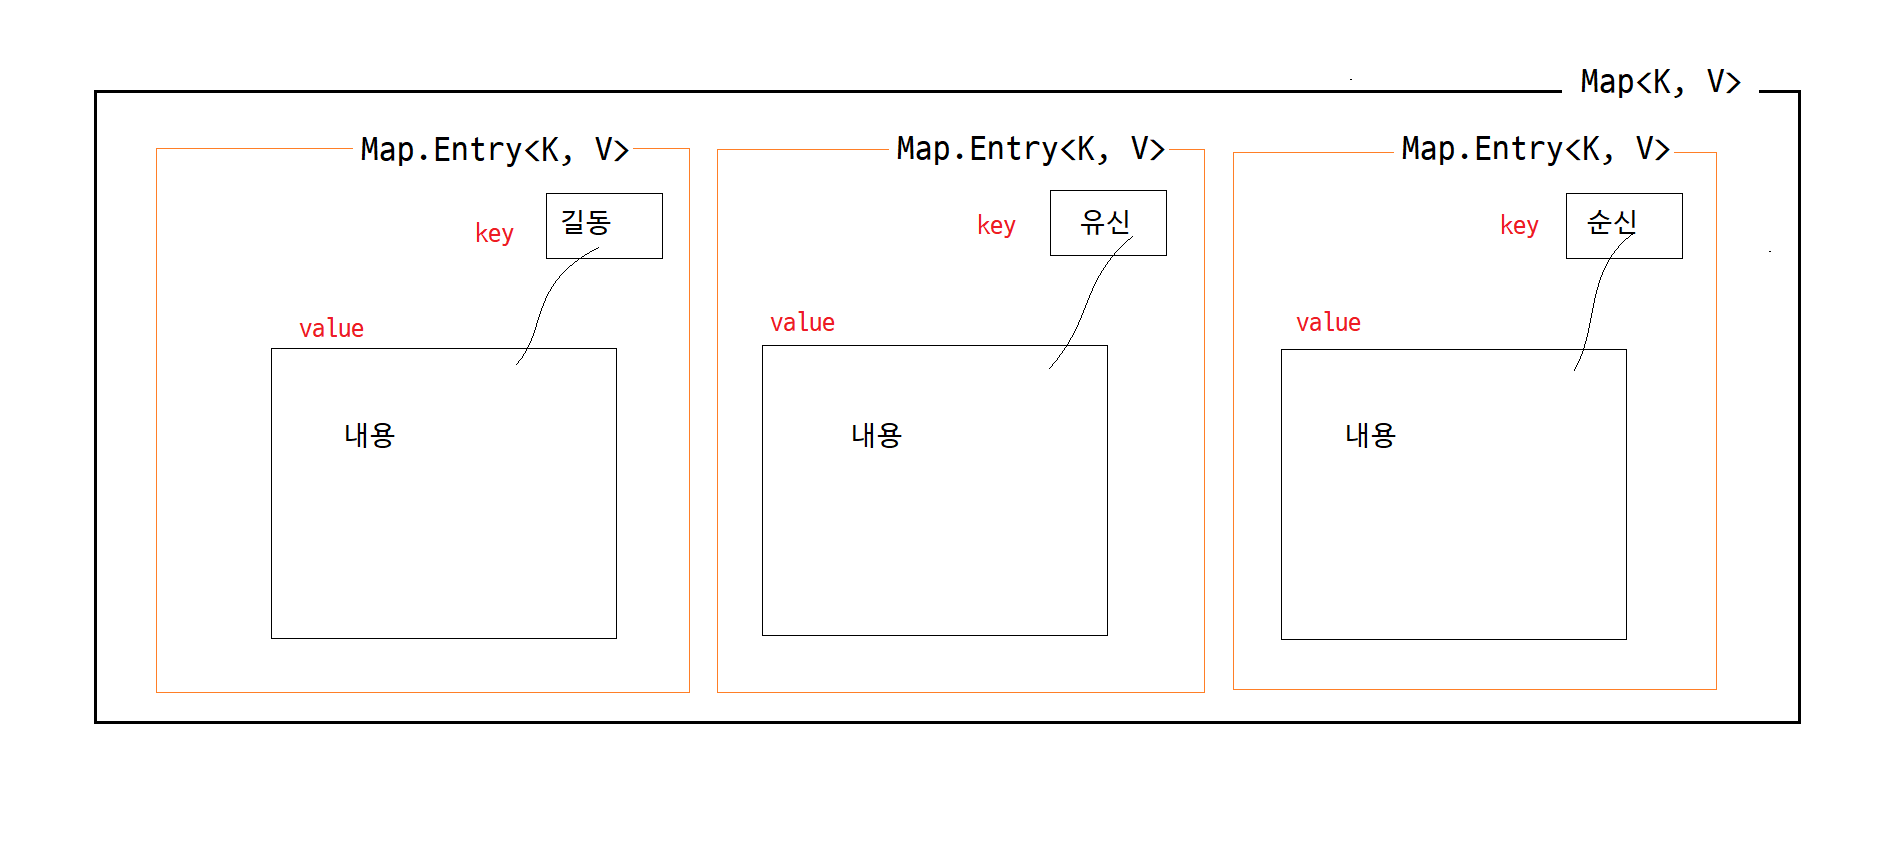 Map<K, V>
Map.Entry<K, V>
Map.Entry<K, V>
Map.Entry<K, V>
key
길동
key
유신
key
순신
value
value
value
내용
내용
내용